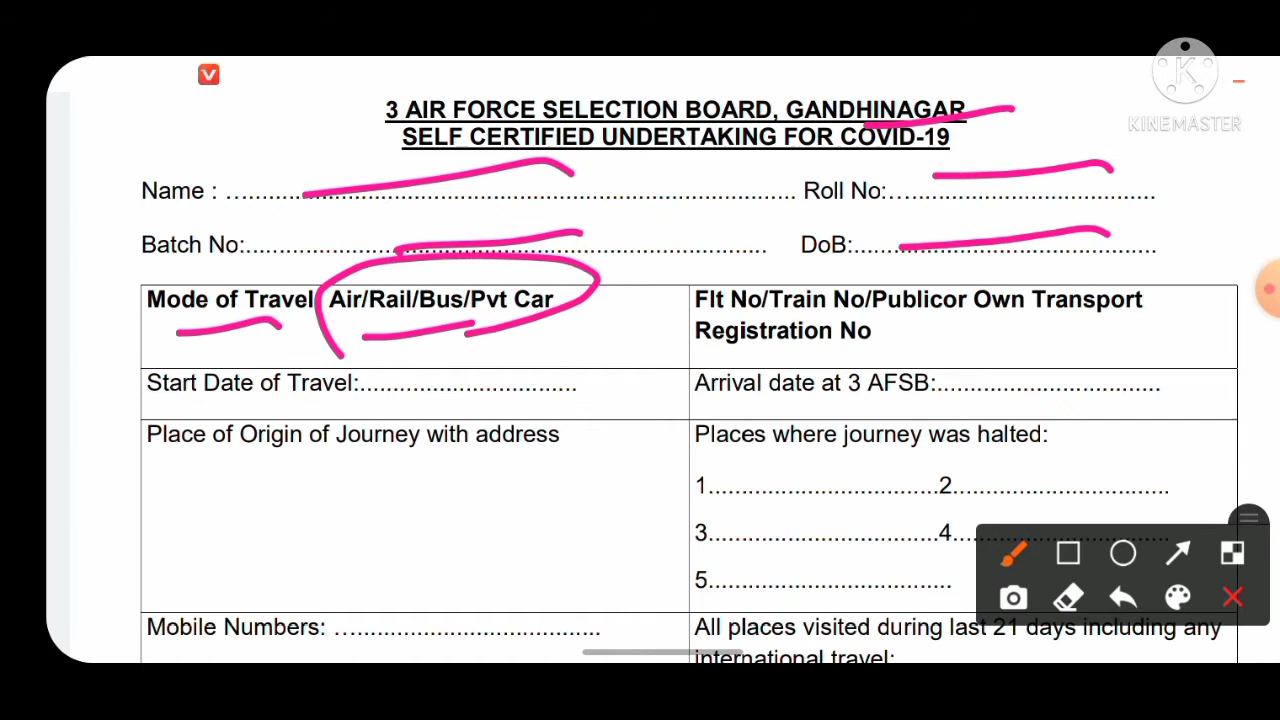 3 AIR FORCE SELECTION BOARD, GANDHINAGAR
SELF CERTIFIED UNDERTAKING FOR COVID-19
KINEMASTER
Name : ........................................ Roll No:........................................
Batch No:........................................ DoB:........................................
Mode of Travel Air/Rail/Bus/Pvt Car
Flt No/Train No/Publicor Own Transport
Registration No
Start Date of Travel:.................................
Arrival date at 3 AFSB:.................................
Place of Origin of Journey with address
Places where journey was halted:
1..................................2.................................
3..................................4.................................
5.....................................
Mobile Numbers: ........................................
All places visited during last 21 days including any
international travel: